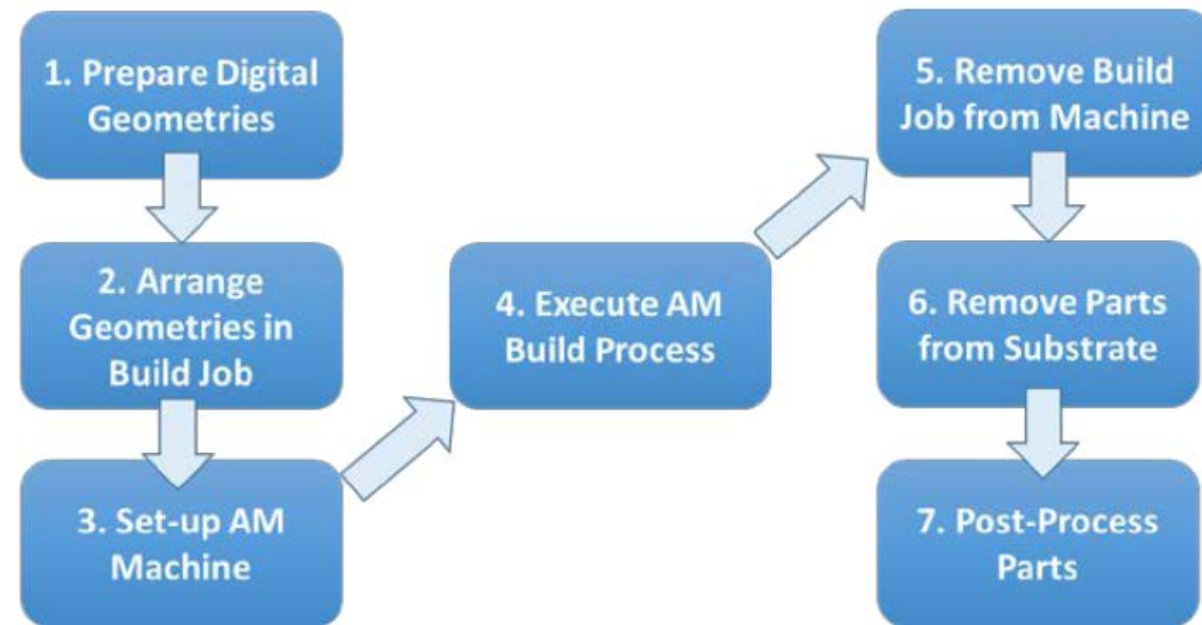 1. Prepare Digital
Geometries
2. Arrange
Geometries in
Build Job
3. Set-up AM
Machine
4. Execute AM
Build Process
5. Remove Build
Job from Machine
6. Remove Parts
from Substrate
7. Post-Process
Parts